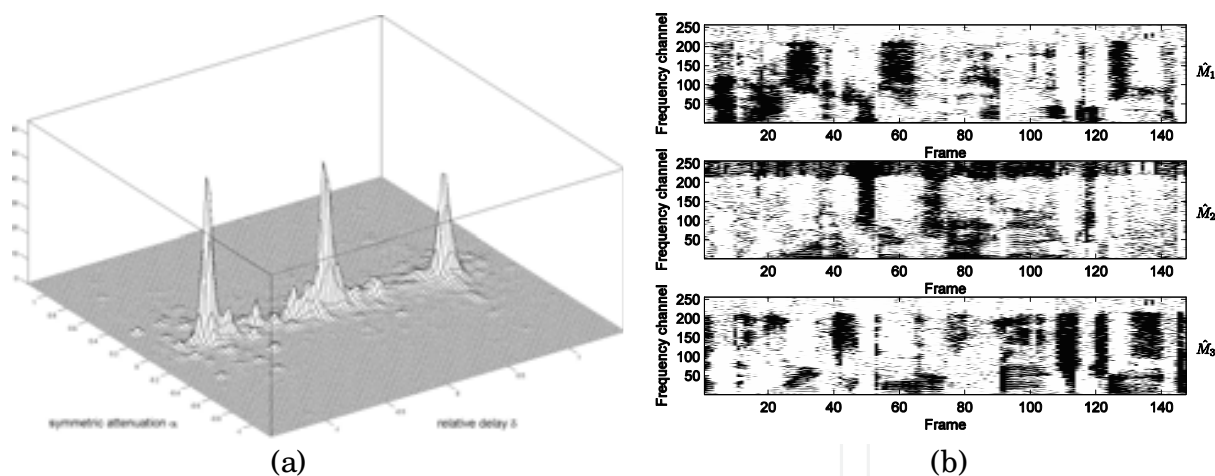 symmetric attenuation α
relative delay δ
(a)
Frequency channel
250
200
150
100
50
20 40 60 80 100 120 140
Frame
M̂₁
Frequency channel
250
200
150
100
50
20 40 60 80 100 120 140
Frame
M̂₂
Frequency channel
250
200
150
100
50
20 40 60 80 100 120 140
Frame
M̂₃
(b)